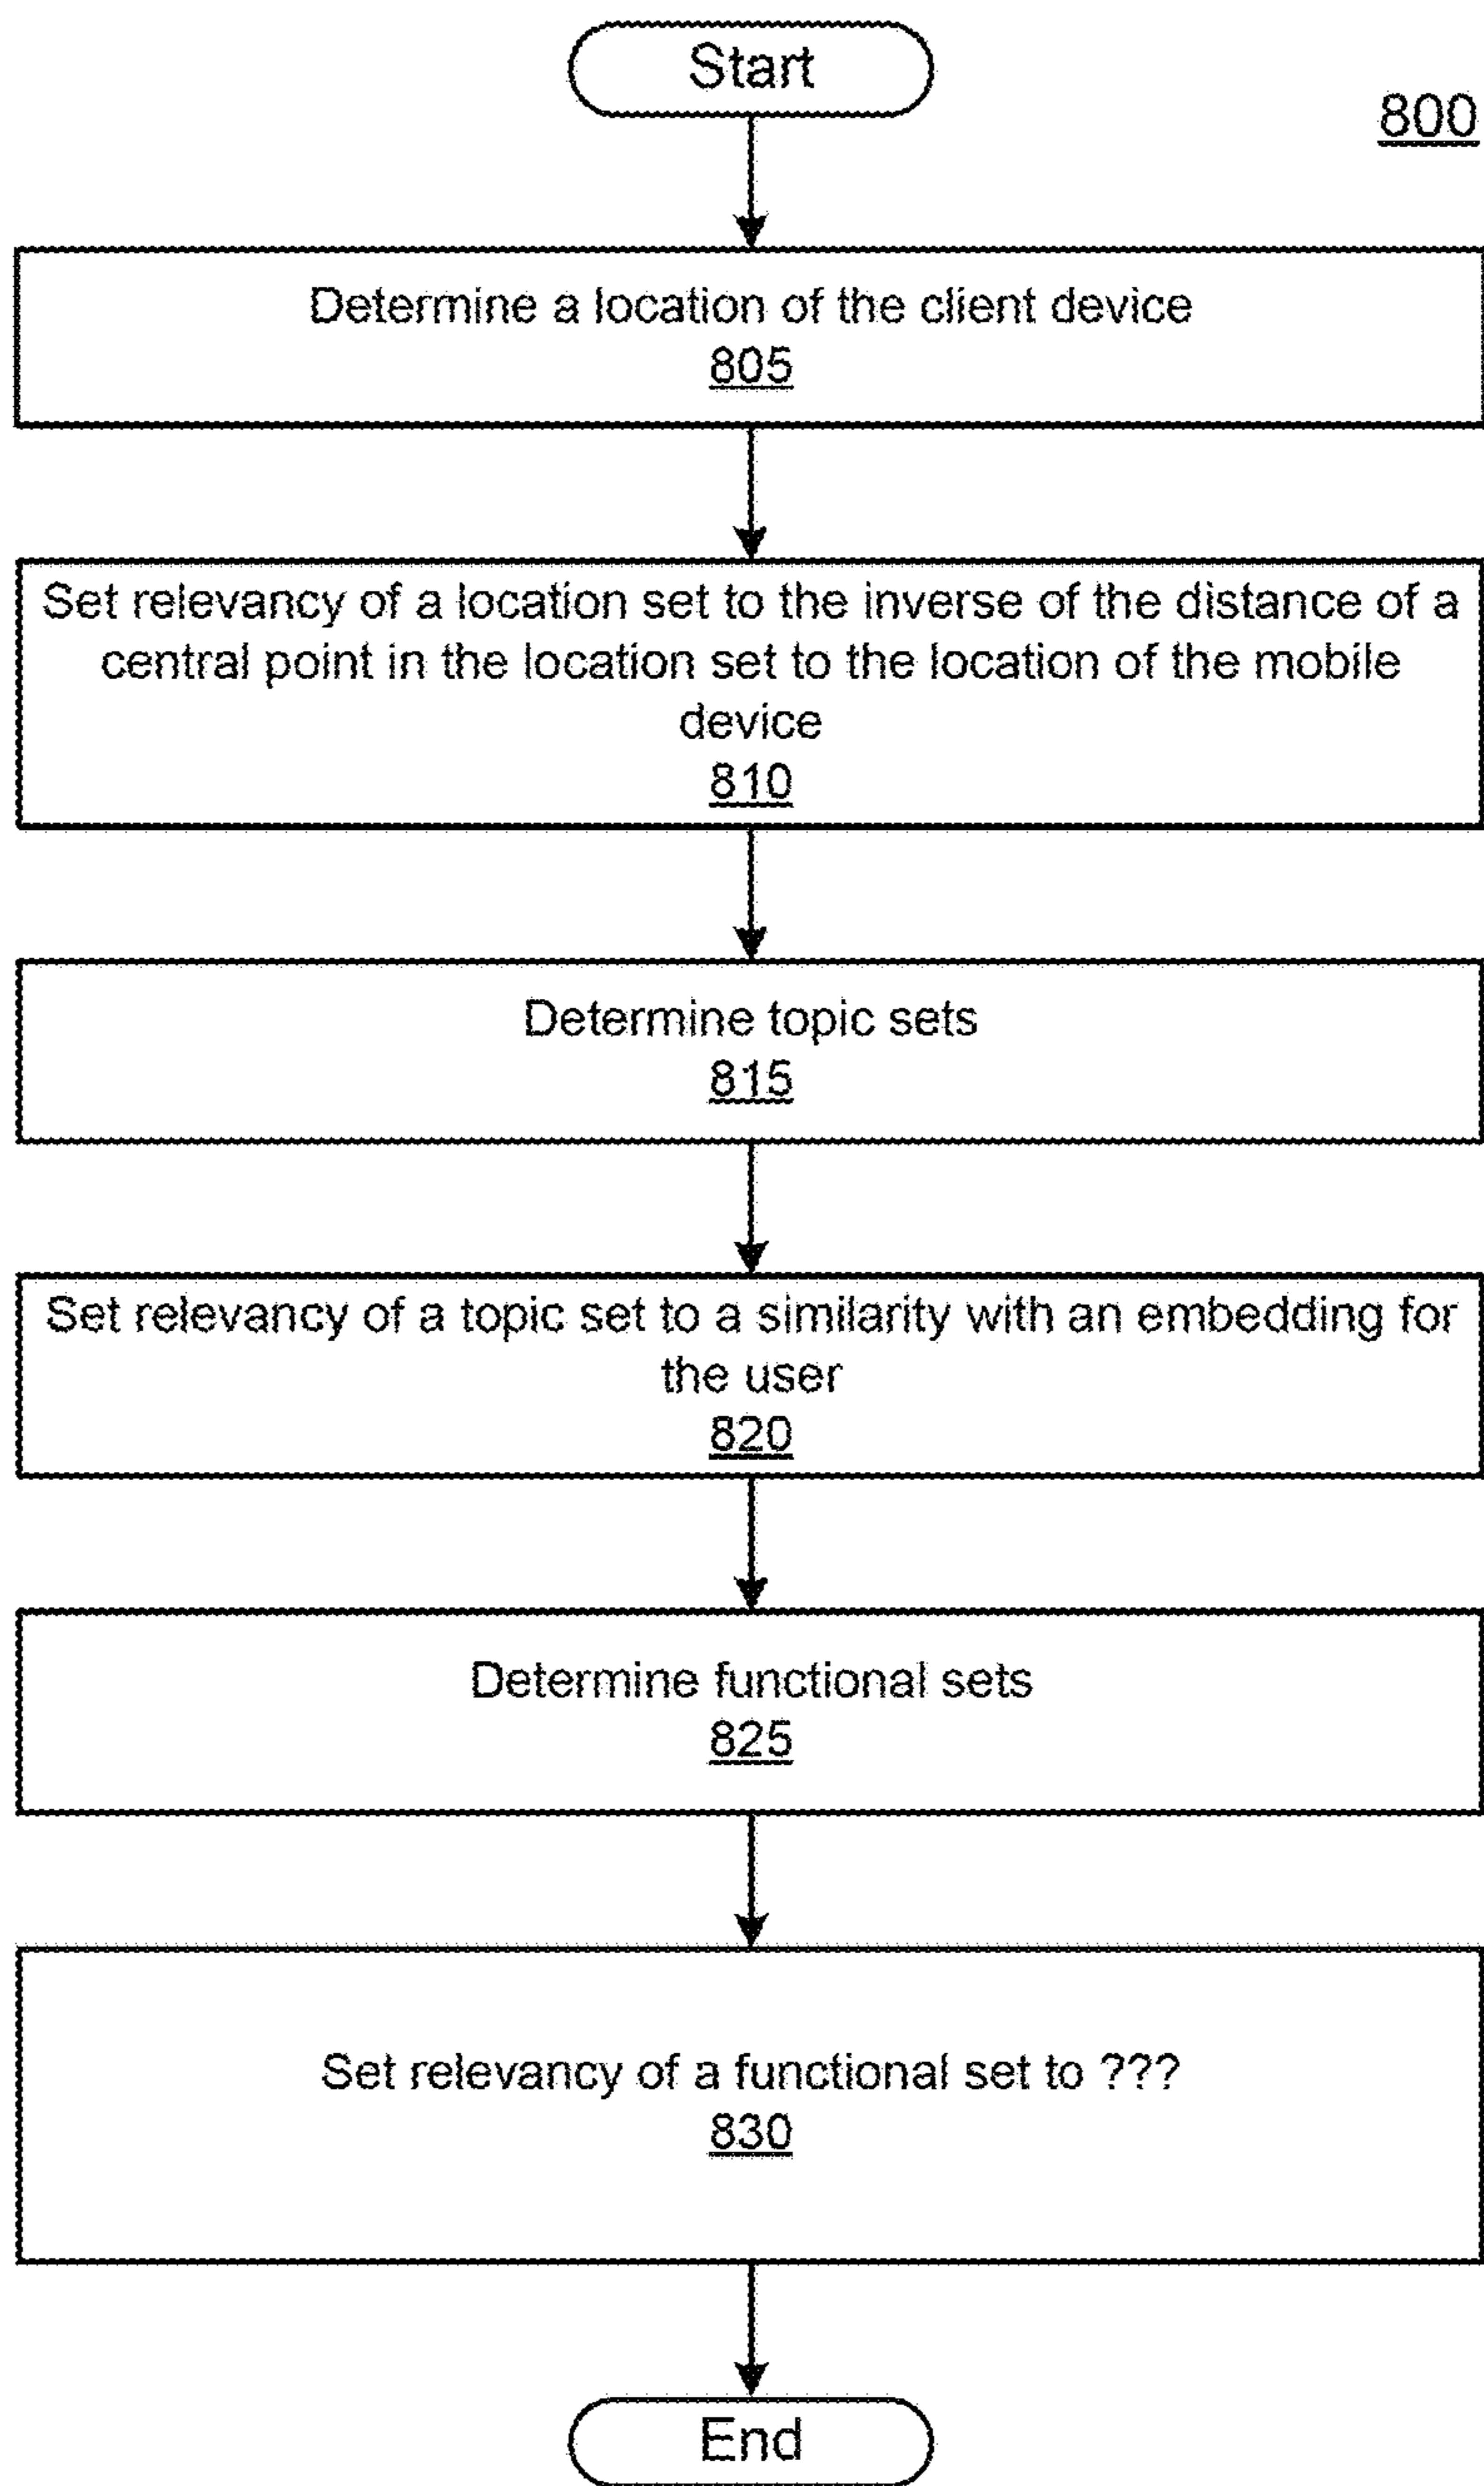 Start
800
Determine a location of the client device
805
Set relevancy of a location set to the inverse of the distance of a
central point in the location set to the location of the mobile
device
810
Determine topic sets
815
Set relevancy of a topic set to a similarity with an embedding for
the user
820
Determine functional sets
825
Set relevancy of a functional set to ???
830
End